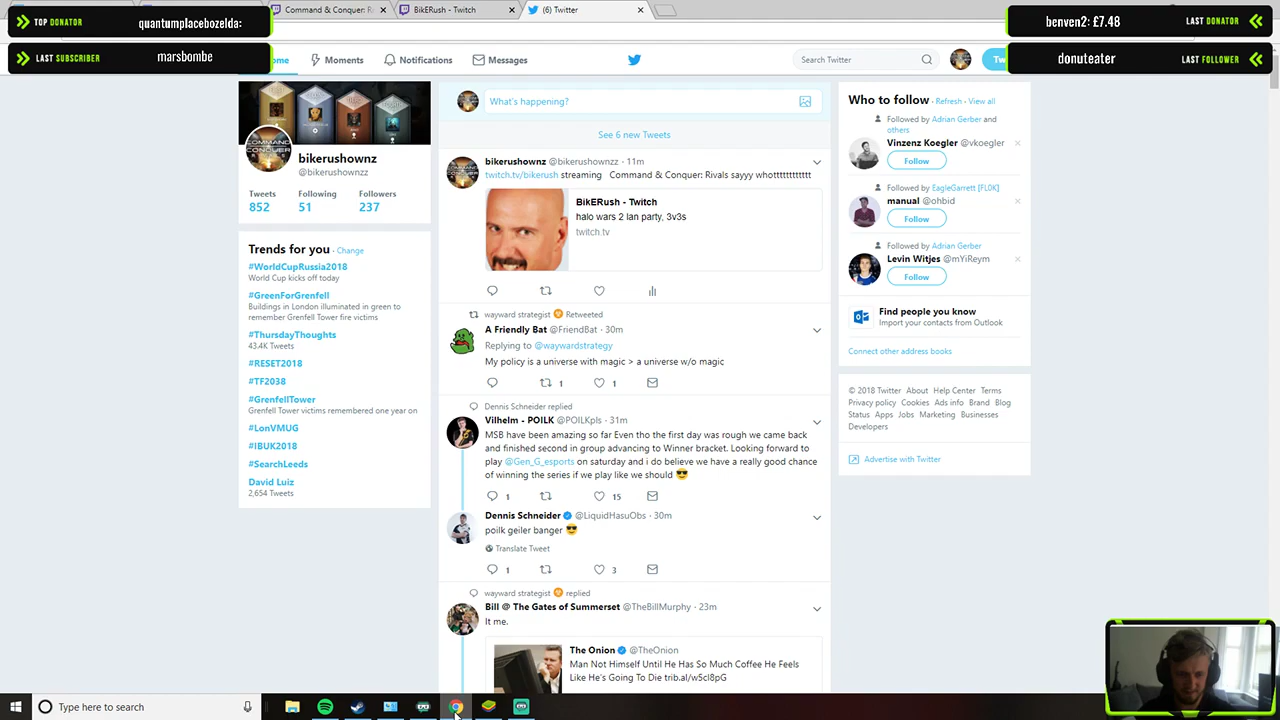 Command & Conquer: R
BikERush - Twitch
(6) Twitter
TOP DONATOR
quantumplacebozelda:
LAST SUBSCRIBER
marsbombe
benven2: £7.48
LAST DONATOR
donuteater
LAST FOLLOWER
Moments
Notifications
Messages
Search Twitter
Tw
bikerushownz
@bikerushownzz
Tweets
Following
Followers
852
51
237
Trends for you · Change
#WorldCupRussia2018
World Cup kicks off today
#GreenForGrenfell
Buildings in London illuminated in green to
remember Grenfell Tower fire victims
#ThursdayThoughts
43.4K Tweets
#RESET2018
#TF2038
#GrenfellTower
Grenfell Tower victims remembered one year on
#LonVMUG
#IBUK2018
#SearchLeeds
David Luiz
2,654 Tweets
What's happening?
See 6 new Tweets
bikerushownz @bikerushownzz · 11m
twitch.tv/bikerush streaming Command & Conquer: Rivals sayyy whottttttttttttt
BikERush - Twitch
halo wars 2 lan party, 3v3s
twitch.tv
wayward strategist Retweeted
A Friendly Bat @FriendBat · 30m
Replying to @waywardstrategy
My policy is a universe with magic > a universe w/o magic
1
1
Dennis Schneider replied
Vilhelm - POILK @POILKpls · 31m
MSB have been amazing so far Even tho the first day was rough we came back
and finished second in group advancing to Winner bracket. Looking forward to
play @Gen_G_esports on saturday and i do believe we have a really good chance
of winning the series if we play like we should 😎
1
15
Dennis Schneider @LiquidHasuObs · 30m
poilk geiler banger 😎
Translate Tweet
1
3
wayward strategist replied
Bill @ The Gates of Summerset @TheBillMurphy · 23m
It me.
The Onion @TheOnion
Man Not Himself Until He Has So Much Coffee He Feels
Like He's Going To Die trib.al/w5cl8pG
Who to follow · Refresh · View all
Followed by Adrian Gerber and
others
Vinzenz Koegler @vkoegler
Follow
Followed by EagleGarrett [FL0K]
manual @ohbid
Follow
Followed by Adrian Gerber
Levin Witjes @mYiReym
Follow
Find people you know
Import your contacts from Outlook
Connect other address books
© 2018 Twitter About Help Center Terms
Privacy policy Cookies Ads info Brand Blog
Status Apps Jobs Marketing Businesses
Developers
Advertise with Twitter
Type here to search